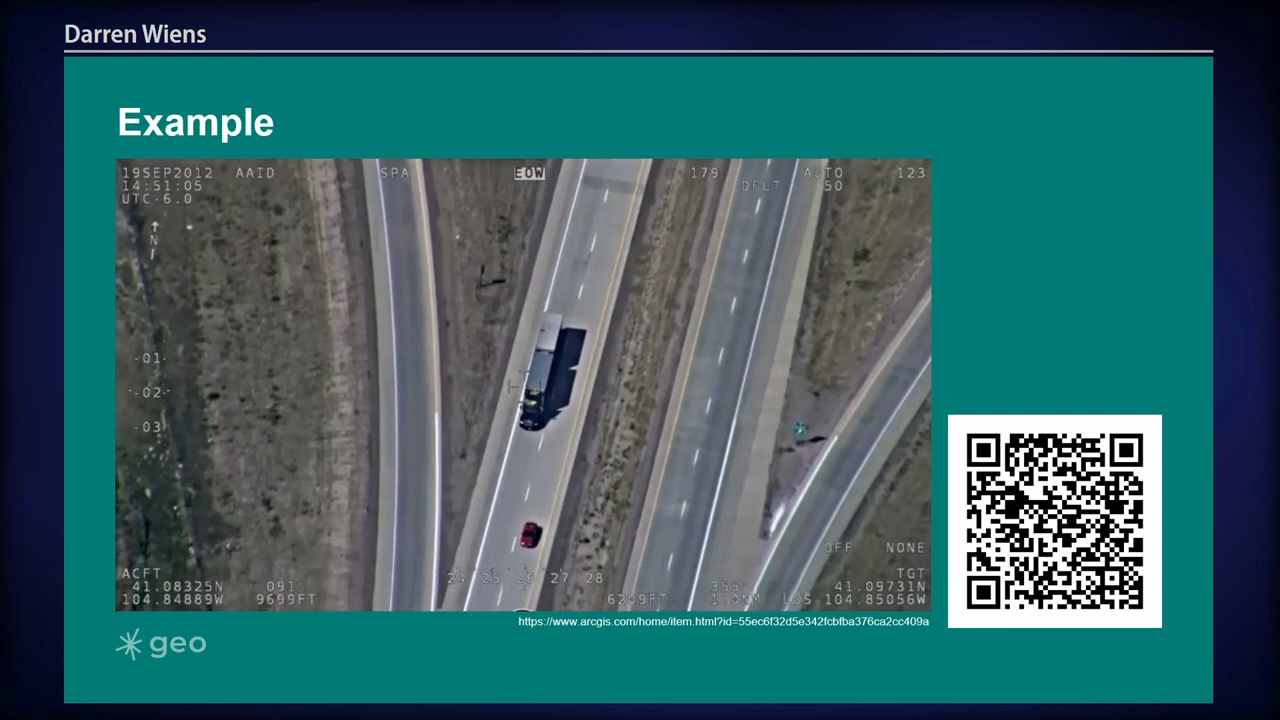 Darren Wiens
Example
19SEP2012 AAID SPA EOW 179 AUTO 123
14:51:05 DFLT 50
UTC-6.0
N
-01-
-02-
-03-
OFF NONE
24 25 26 27 28
ACFT TGT
41.08325N 091° 355° 41.09731N
104.84889W 9699FT 6209FT 1.0NM LOS 104.85056W
https://www.arcgis.com/home/item.html?id=55ec6f32d5e342fcbfba376ca2cc409a
geo